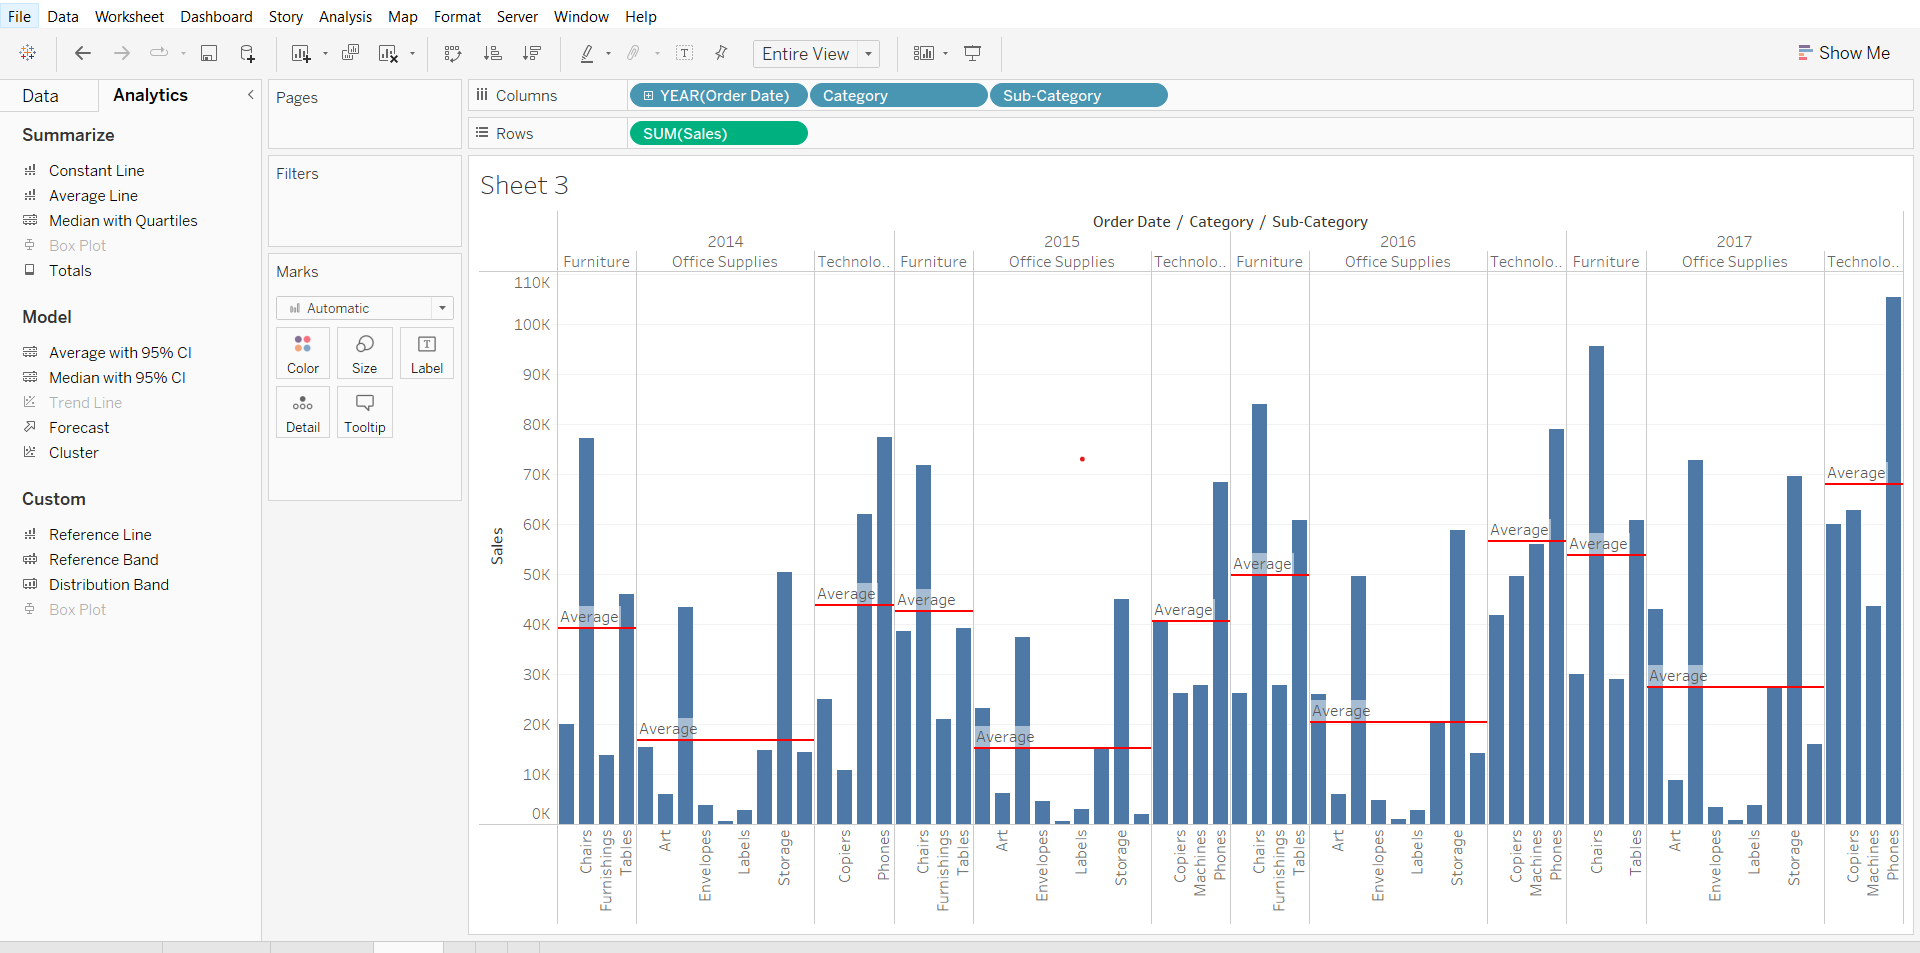 File Data Worksheet Dashboard Story Analysis Map Format Server Window Help
Entire View
Show Me
Data Analytics
Summarize
Constant Line
Average Line
Median with Quartiles
Box Plot
Totals
Model
Average with 95% CI
Median with 95% CI
Trend Line
Forecast
Cluster
Custom
Reference Line
Reference Band
Distribution Band
Box Plot
Pages
Filters
Marks
Automatic
Color Size Label
Detail Tooltip
Columns YEAR(Order Date) Category Sub-Category
Rows SUM(Sales)
Sheet 3
Order Date / Category / Sub-Category
2014 2015 2016 2017
Furniture Office Supplies Technolo.. Furniture Office Supplies Technolo.. Furniture Office Supplies Technolo.. Furniture Office Supplies Technolo..
Sales
110K
100K
90K
80K
70K
60K
50K
40K
30K
20K
10K
0K
Average Average Average Average Average Average Average Average Average Average Average Average
Chairs Furnishings Tables Art Envelopes Labels Storage Copiers Phones Chairs Furnishings Tables Art Envelopes Labels Storage Copiers Machines Phones Chairs Furnishings Tables Art Envelopes Labels Storage Copiers Machines Phones Chairs Tables Art Envelopes Labels Storage Copiers Machines Phones